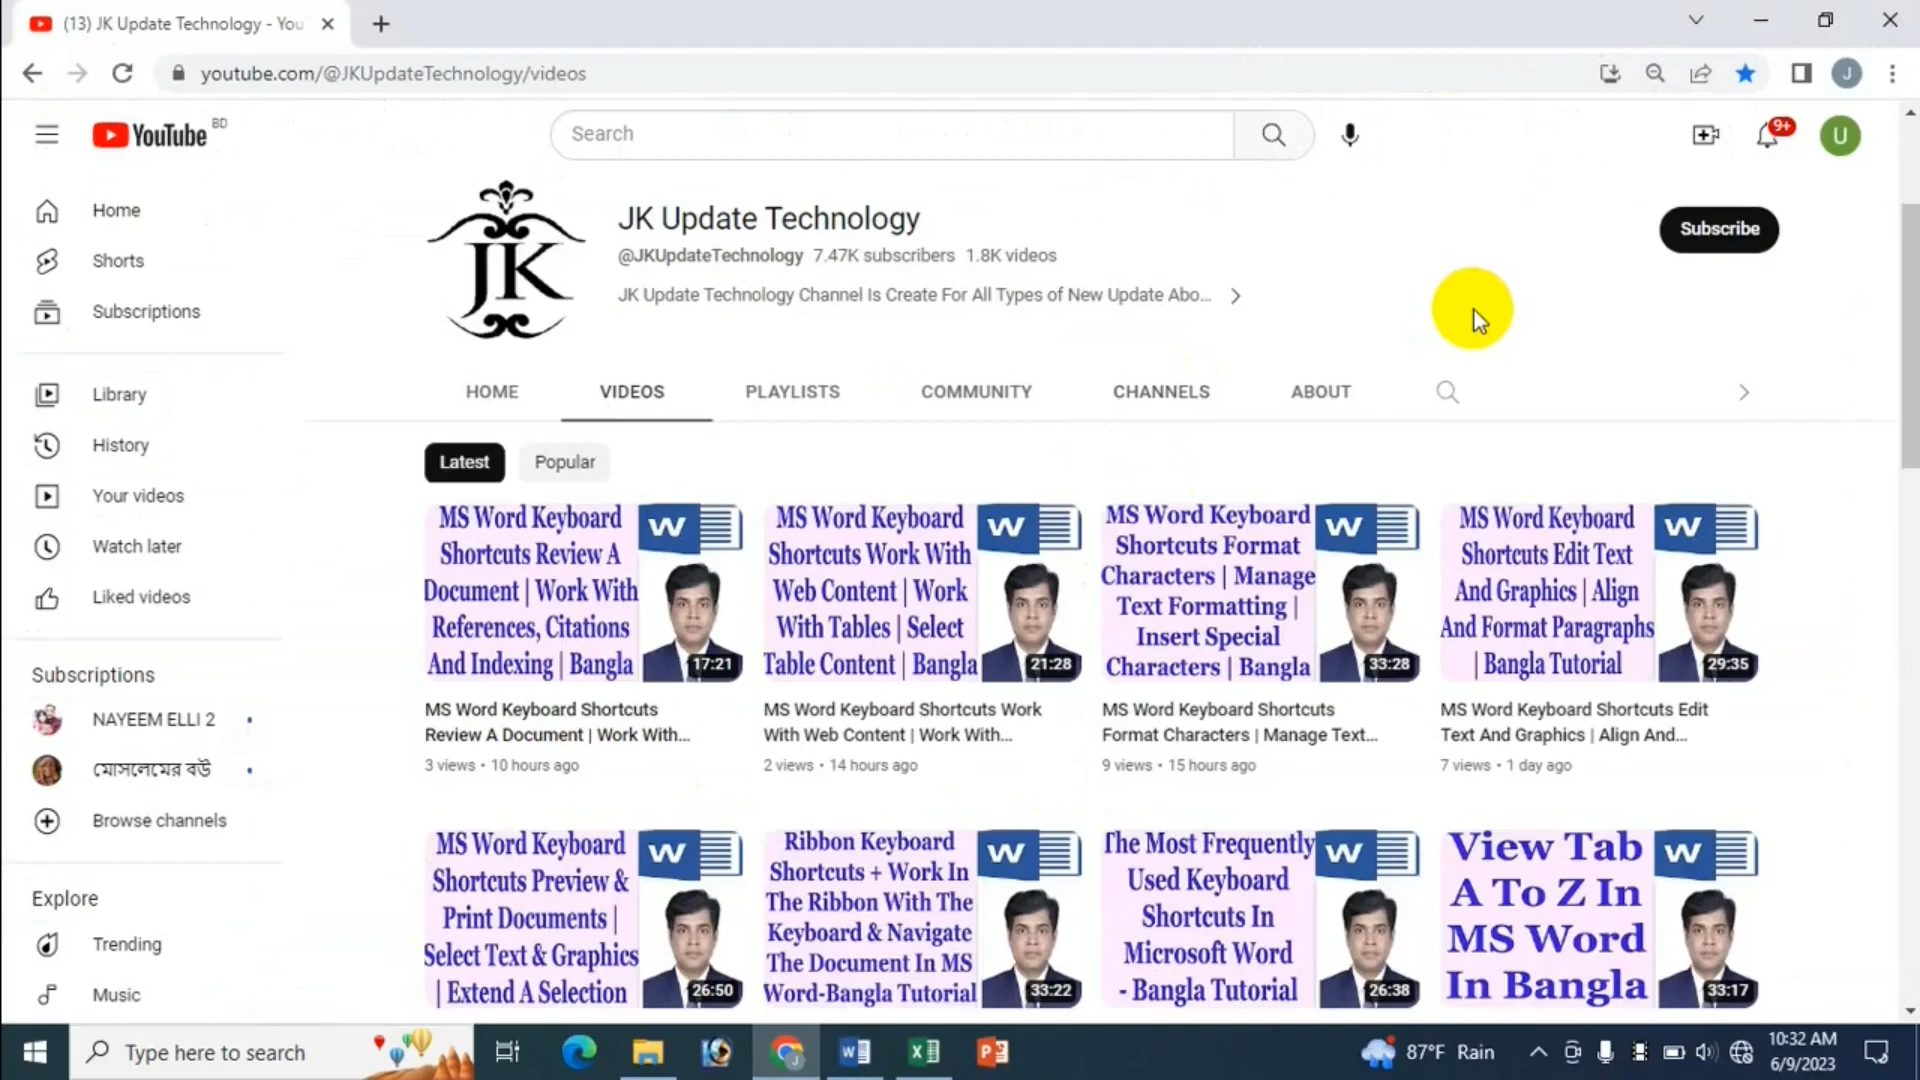 (13) JK Update Technology - You
youtube.com/@JKUpdateTechnology/videos
J
YouTube BD
Search
9+
U
Home
Shorts
Subscriptions
Library
History
Your videos
Watch later
Liked videos
Subscriptions
NAYEEM ELLI 2
মোসলেমের বউ
Browse channels
Explore
Trending
Music
JK
JK Update Technology
@JKUpdateTechnology 7.47K subscribers 1.8K videos
JK Update Technology Channel Is Create For All Types of New Update Abo...
Subscribe
HOME VIDEOS PLAYLISTS COMMUNITY CHANNELS ABOUT
Latest Popular
MS Word Keyboard
Shortcuts Review A
Document | Work With
References, Citations
And Indexing | Bangla
W
17:21
MS Word Keyboard Shortcuts
Review A Document | Work With...
3 views • 10 hours ago
MS Word Keyboard
Shortcuts Work With
Web Content | Work
With Tables | Select
Table Content | Bangla
W
21:28
MS Word Keyboard Shortcuts Work
With Web Content | Work With...
2 views • 14 hours ago
MS Word Keyboard
Shortcuts Format
Characters | Manage
Text Formatting |
Insert Special
Characters | Bangla
W
33:28
MS Word Keyboard Shortcuts
Format Characters | Manage Text...
9 views • 15 hours ago
MS Word Keyboard
Shortcuts Edit Text
And Graphics | Align
And Format Paragraphs
| Bangla Tutorial
W
29:35
MS Word Keyboard Shortcuts Edit
Text And Graphics | Align And...
7 views • 1 day ago
MS Word Keyboard
Shortcuts Preview &
Print Documents |
Select Text & Graphics
| Extend A Selection
W
26:50
Ribbon Keyboard
Shortcuts + Work In
The Ribbon With The
Keyboard & Navigate
The Document In MS
Word-Bangla Tutorial
W
33:22
The Most Frequently
Used Keyboard
Shortcuts In
Microsoft Word
- Bangla Tutorial
W
26:38
View Tab
A To Z In
MS Word
In Bangla
W
33:17
Type here to search
87°F Rain
10:32 AM
6/9/2023